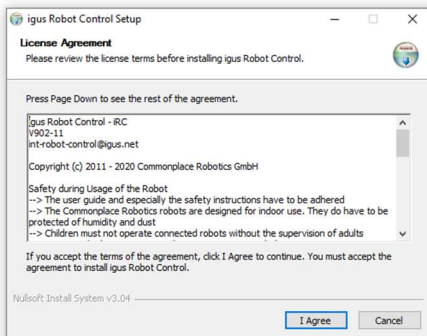 igus Robot Control Setup
License Agreement
Please review the license terms before installing igus Robot Control.
Press Page Down to see the rest of the agreement.
igus Robot Control - iRC
V902-11
int-robot-control@igus.net
Copyright (c) 2011 - 2020 Commonplace Robotics GmbH
Safety during Usage of the Robot
--> The user guide and especially the safety instructions have to be adhered
--> The Commonplace Robotics robots are designed for indoor use. They do have to be
protected of humidity and dust
--> Children must not operate connected robots without the supervision of adults
If you accept the terms of the agreement, click I Agree to continue. You must accept the
agreement to install igus Robot Control.
Nullsoft Install System v3.04
I Agree
Cancel